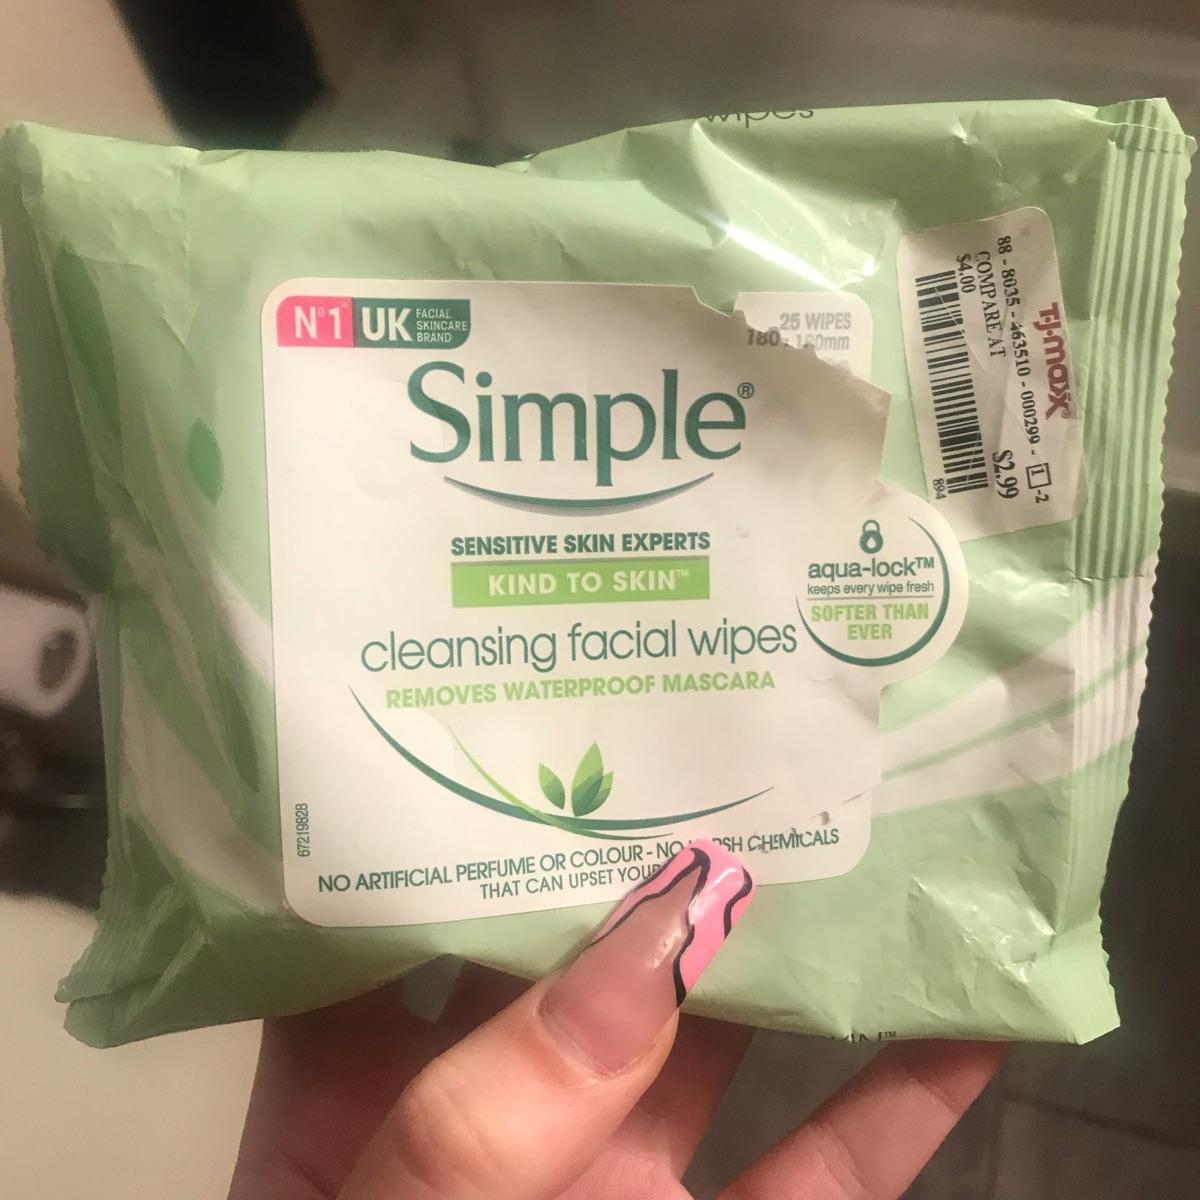 wipes
Nº1 UK FACIAL
SKINCARE
BRAND
25 WIPES
Simple®
SENSITIVE SKIN EXPERTS
KIND TO SKIN™
cleansing facial wipes
REMOVES WATERPROOF MASCARA
aqua-lock™
keeps every wipe fresh
SOFTER THAN
EVER
67219828
NO ARTIFICIAL PERFUME OR COLOUR - NO CHEMICALS
THAT CAN UPSET YOUR
T.J.maxx®
88 - 8035 - 463510 - 000299 - 1 -2
COMPARE AT
$4.00
$2.99
894